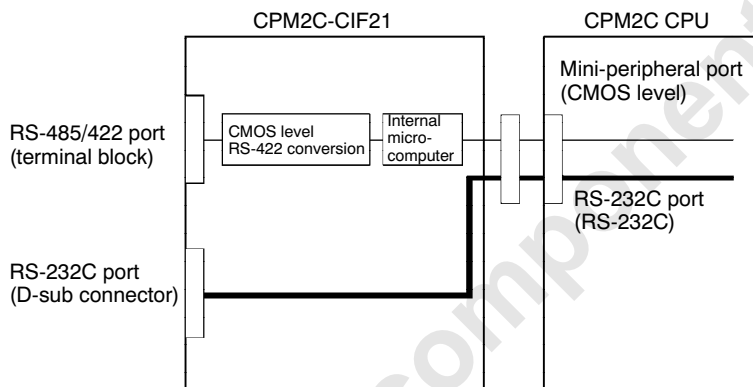 CPM2C-CIF21
CPM2C CPU
Mini-peripheral port
(CMOS level)
RS-485/422 port
(terminal block)
CMOS level
RS-422 conversion
Internal
micro-
computer
RS-232C port
(RS-232C)
RS-232C port
(D-sub connector)
component